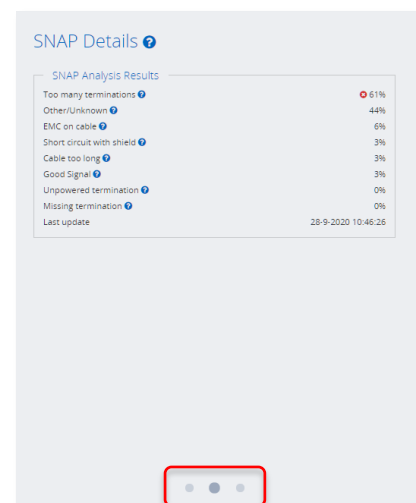 SNAP Details
SNAP Analysis Results
Too many terminations 61%
Other/Unknown 44%
EMC on cable 6%
Short circuit with shield 3%
Cable too long 3%
Good Signal 3%
Unpowered termination 0%
Missing termination 0%
Last update 28-9-2020 10:46:26